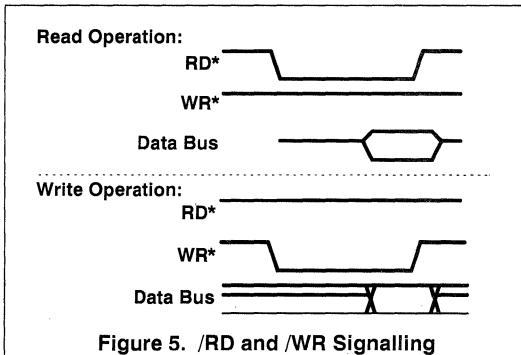 Read Operation:
RD*
WR*
Data Bus
Write Operation:
RD*
WR*
Data Bus
Figure 5. /RD and /WR Signalling